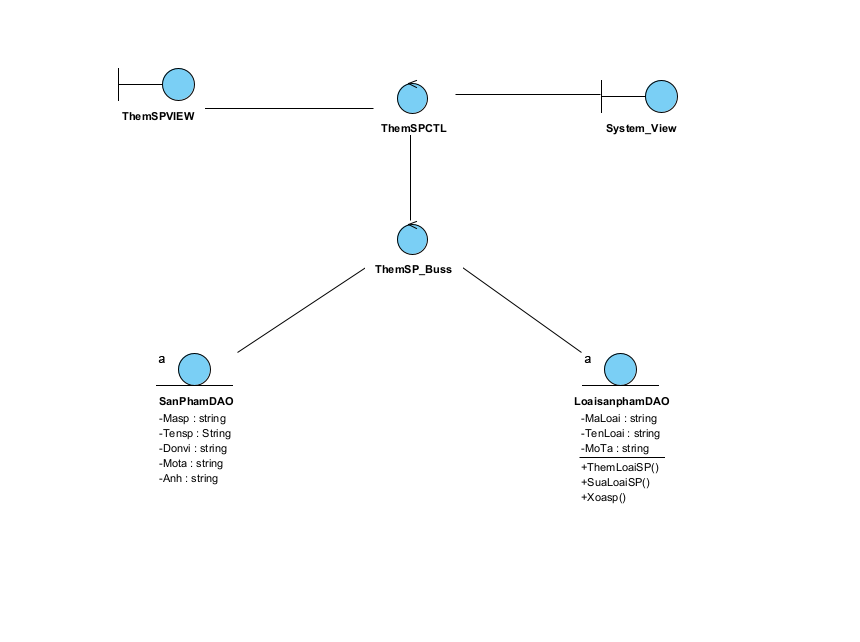 ThemSPVIEW
ThemSPCTL
System_View
ThemSP_Buss
a
SanPhamDAO
-Masp : string
-Tensp : String
-Donvi : string
-Mota : string
-Anh : string
a
LoaisanphamDAO
-MaLoai : string
-TenLoai : string
-MoTa : string
+ThemLoaiSP()
+SuaLoaiSP()
+Xoasp()